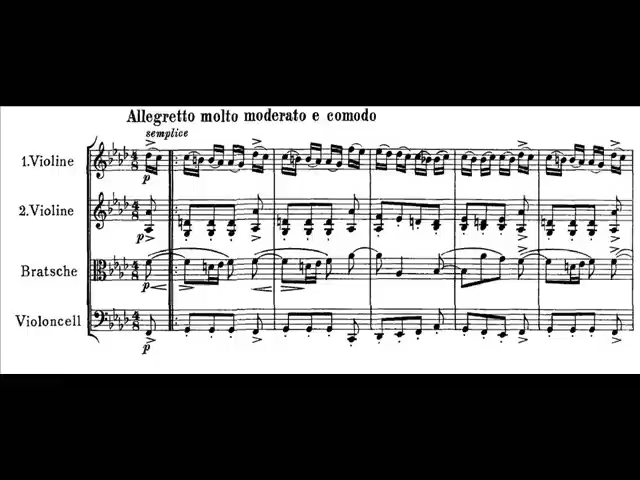 Allegretto molto moderato e comodo
semplice
1.Violine
p
2.Violine
p
Bratsche
p
Violoncell
p